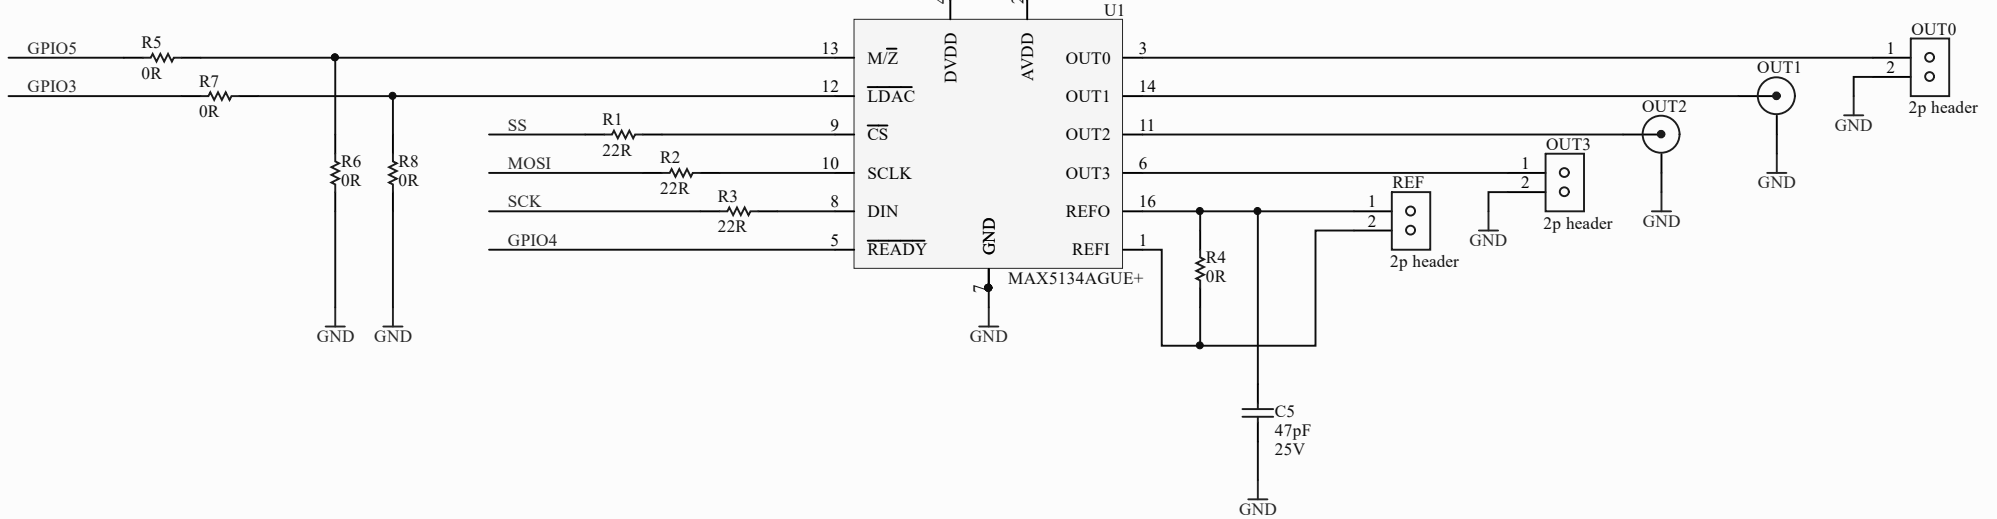 U1
GPIO5
R5
0R
GPIO3
R7
0R
R6
0R
R8
0R
GND
GND
SS
R1
22R
MOSI
R2
22R
SCK
R3
22R
GPIO4
13
12
9
10
8
5
M/Z̅
LDAC
CS
SCLK
DIN
READY
DVDD
AVDD
GND
7
GND
OUT0
OUT1
OUT2
OUT3
REFO
REFI
MAX5134AGUE+
3
14
11
6
16
1
R4
0R
C5
47pF
25V
GND
REF
1
2
2p header
OUT3
1
2
2p header
GND
OUT2
GND
OUT1
GND
OUT0
1
2
2p header
GND